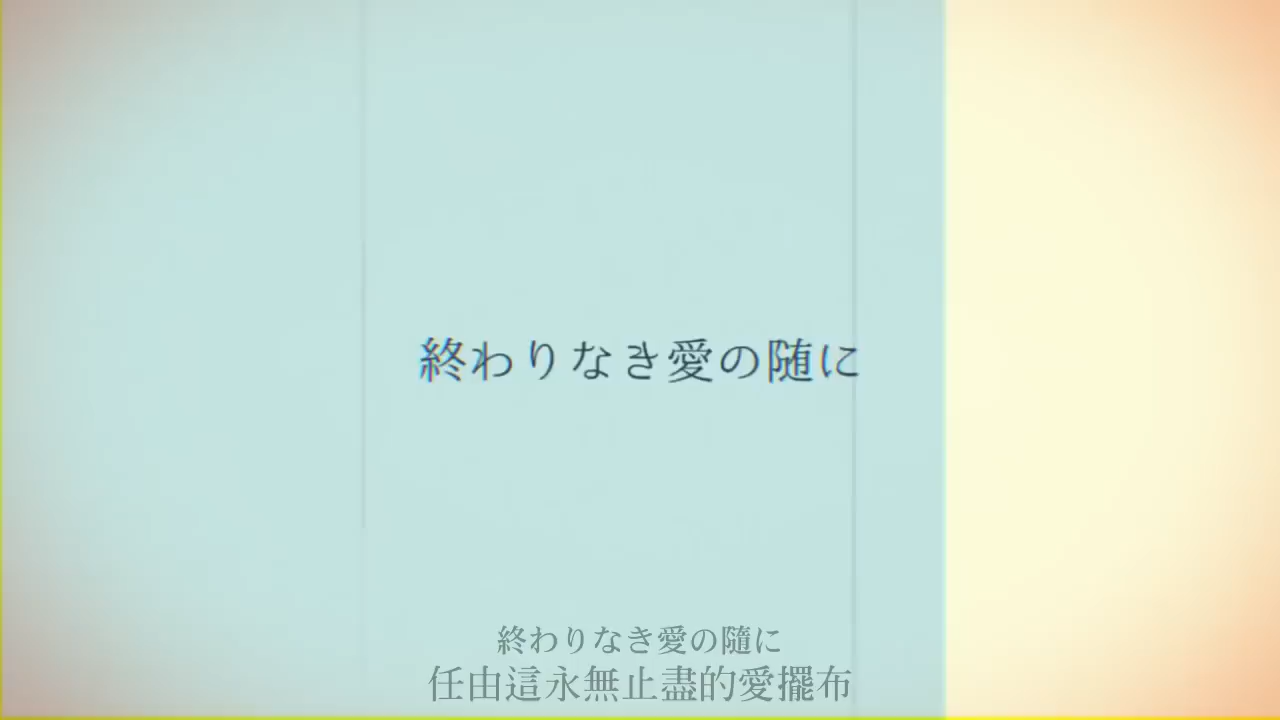 終わりなき愛の随に
終わりなき愛の隨に
任由這永無止盡的愛擺布